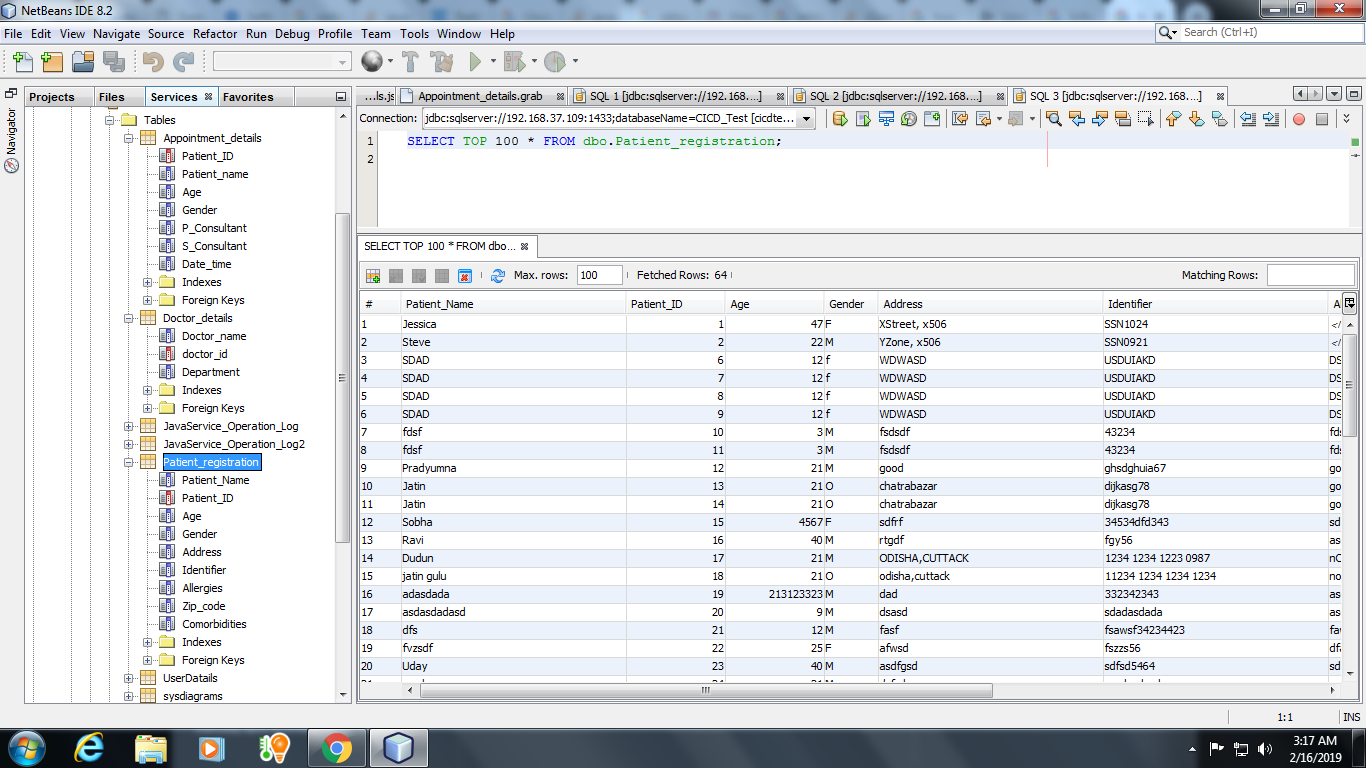 NetBeans IDE 8.2
File Edit View Navigate Source Refactor Run Debug Profile Team Tools Window Help
Search (Ctrl+I)
Projects Files Services Favorites
...ls.js Appointment_details.grab SQL 1 [jdbc:sqlserver://192.168....] SQL 2 [jdbc:sqlserver://192.168....] SQL 3 [jdbc:sqlserver://192.168....]
Navigator
Connection: jdbc:sqlserver://192.168.37.109:1433;databaseName=CICD_Test [cicdte...
1 SELECT TOP 100 * FROM dbo.Patient_registration;
2
Tables
Appointment_details
Patient_ID
Patient_name
Age
Gender
P_Consultant
S_Consultant
Date_time
Indexes
Foreign Keys
Doctor_details
Doctor_name
doctor_id
Department
Indexes
Foreign Keys
JavaService_Operation_Log
JavaService_Operation_Log2
Patient_registration
Patient_Name
Patient_ID
Age
Gender
Address
Identifier
Allergies
Zip_code
Comorbidities
Indexes
Foreign Keys
UserDatails
sysdiagrams
SELECT TOP 100 * FROM dbo...
Max. rows: 100 Fetched Rows: 64 Matching Rows:
# Patient_Name Patient_ID Age Gender Address Identifier A
1 Jessica 1 47 F XStreet, x506 SSN1024 </
2 Steve 2 22 M YZone, x506 SSN0921 </
3 SDAD 6 12 f WDWASD USDUIAKD DS
4 SDAD 7 12 f WDWASD USDUIAKD DS
5 SDAD 8 12 f WDWASD USDUIAKD DS
6 SDAD 9 12 f WDWASD USDUIAKD DS
7 fdsf 10 3 M fsdsdf 43234 fds
8 fdsf 11 3 M fsdsdf 43234 fds
9 Pradyumna 12 21 M good ghsdghuia67 go
10 Jatin 13 21 O chatrabazar dijkasg78 go
11 Jatin 14 21 O chatrabazar dijkasg78 go
12 Sobha 15 4567 F sdfrf 34534dfd343 sd
13 Ravi 16 40 M rtgdf fgy56 as
14 Dudun 17 21 M ODISHA,CUTTACK 1234 1234 1223 0987 nO
15 jatin gulu 18 21 O odisha,cuttack 11234 1234 1234 1234 no
16 adasdada 19 213123323 M dad 332342343 as
17 asdasdadasd 20 9 M dsasd sdadasdada as
18 dfs 21 12 M fasf fsawsf34234423 fa
19 fvzsdf 22 25 F afwsd fszzs56 df
20 Uday 23 40 M asdfgsd sdfsd5464 sd
1:1 INS
3:17 AM
2/16/2019